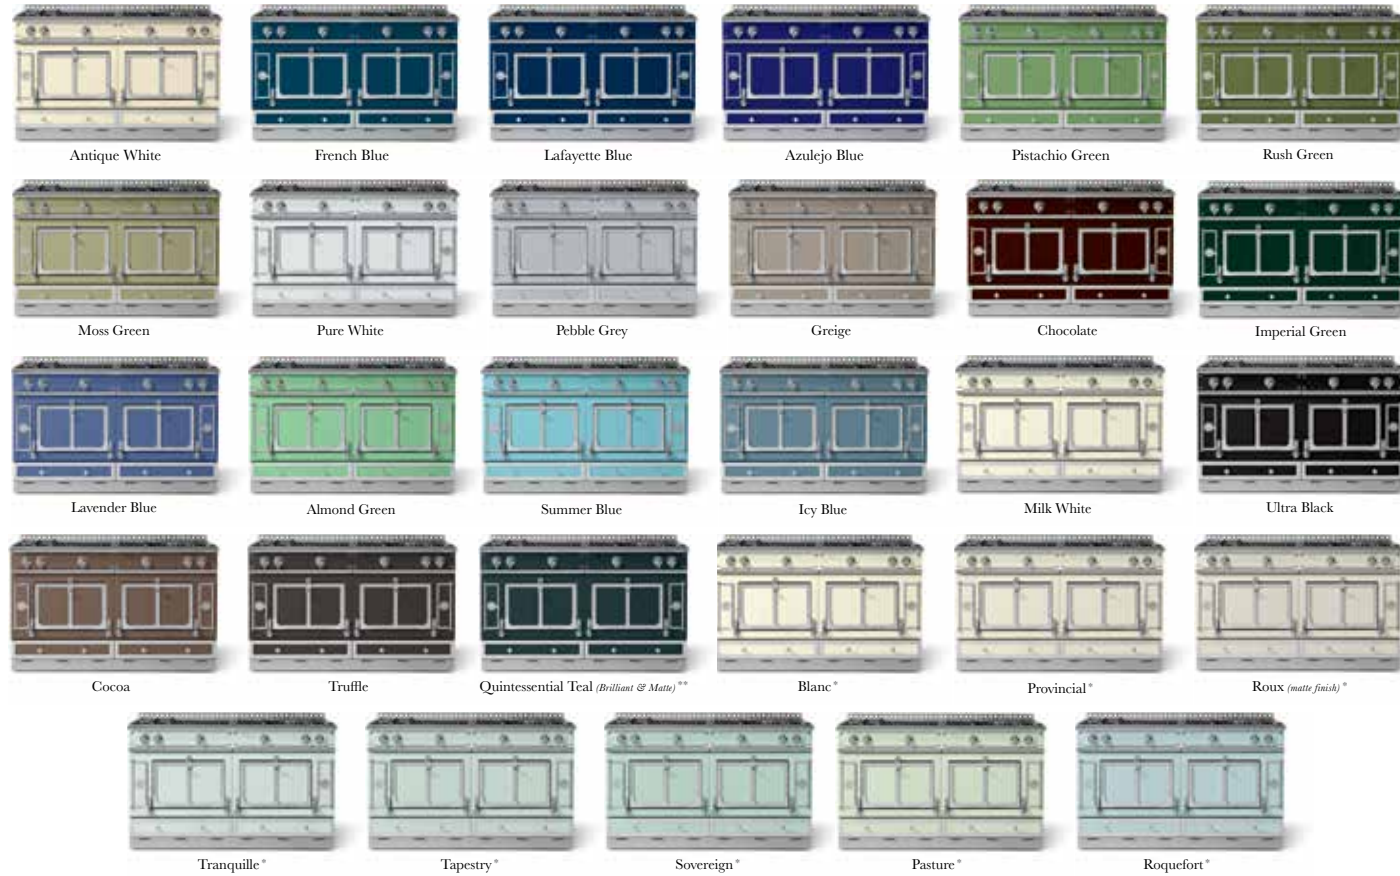 Antique White
French Blue
Lafayette Blue
Azulejo Blue
Pistachio Green
Rush Green
Moss Green
Pure White
Pebble Grey
Greige
Chocolate
Imperial Green
Lavender Blue
Almond Green
Summer Blue
Icy Blue
Milk White
Ultra Black
Cocoa
Truffle
Quintessential Teal (Brilliant & Matte) **
Blanc *
Provincial *
Roux (matte finish) *
Tranquille *
Tapestry *
Sovereign *
Pasture *
Roquefort *